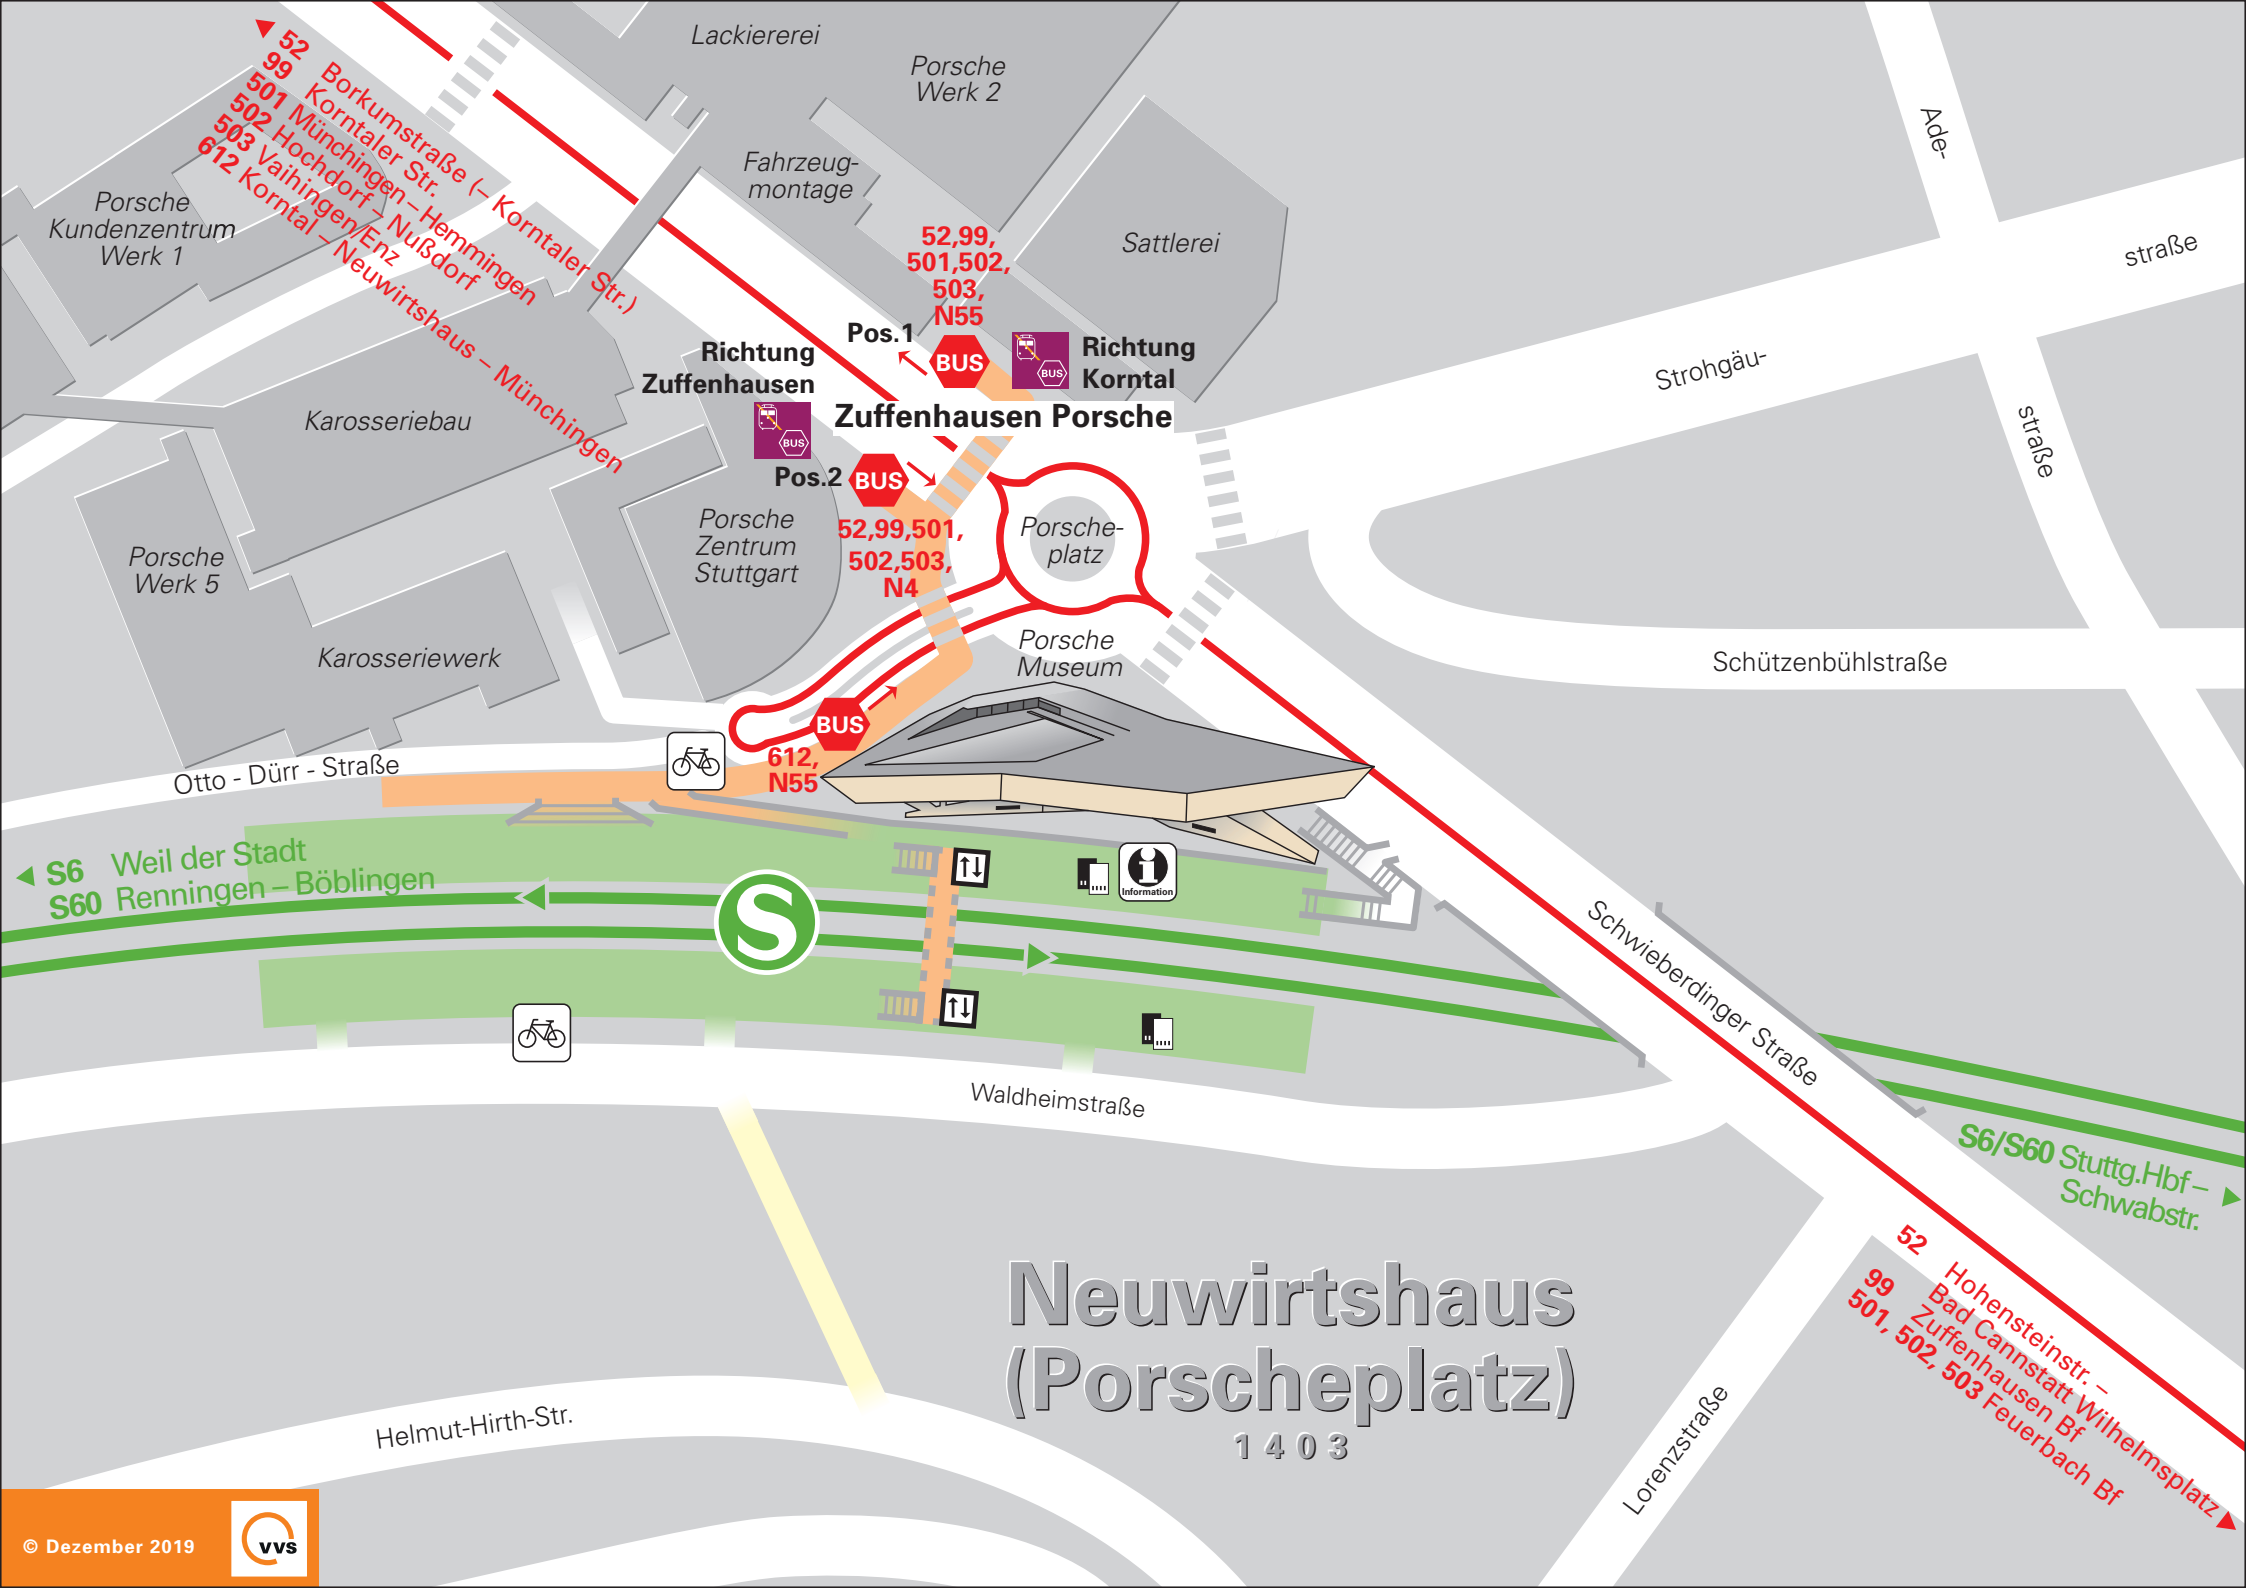 Lackiererei
Porsche
Werk 2
52 Borkumstraße (– Korntaler Str.)
99 Korntaler Str.
501 Münchingen – Hemmingen
502 Hochdorf – Nußdorf
503 Vaihingen/Enz
612 Korntal – Neuwirtshaus – Münchingen
Fahrzeug-
montage
Ade-
straße
Porsche
Kundenzentrum
Werk 1
Sattlerei
straße
Strohgäu-
52,99,
501,502,
503,
N55
Pos.1
BUS
BUS
Richtung
Korntal
Richtung
Zuffenhausen
BUS
Zuffenhausen Porsche
Karosseriebau
Pos.2
BUS
52,99,501,
502,503,
N4
Porsche
Zentrum
Stuttgart
Porsche-
platz
Porsche
Werk 5
Karosseriewerk
Porsche
Museum
Schützenbühlstraße
BUS
612,
N55
Otto - Dürr - Straße
S6 Weil der Stadt
S60 Renningen – Böblingen
S
i
Information
Schwieberdinger Straße
Waldheimstraße
S6/S60 Stuttg.Hbf –
Schwabstr.
52 Hohensteinstr. –
Bad Cannstatt Wilhelmsplatz
99 Zuffenhausen Bf
501, 502, 503 Feuerbach Bf
Neuwirtshaus
(Porscheplatz)
1403
Helmut-Hirth-Str.
Lorenzstraße
© Dezember 2019
vvs